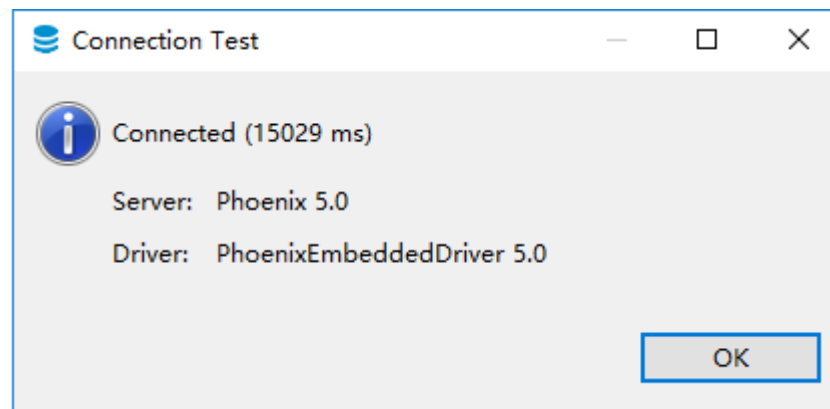 Connection Test
Connected (15029 ms)
Server: Phoenix 5.0
Driver: PhoenixEmbeddedDriver 5.0
OK